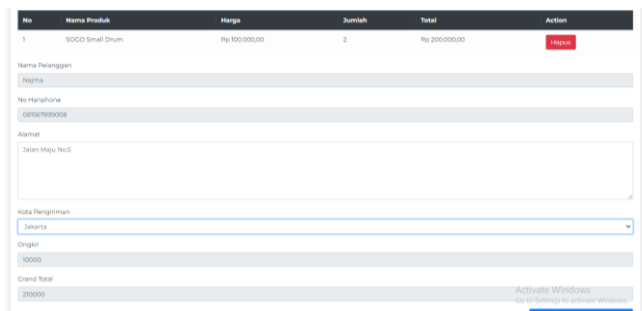 No Nama Produk Harga Jumlah Total Action
1 SOGO Small Drum Rp 100.000,00 2 Rp 200.000,00 Hapus
Nama Pelanggan
Najma
No Hanphone
081567899008
Alamat
Jalan Maju No.5
Kota Pengiriman
Jakarta
Ongkir
10000
Grand Total
210000
Activate Windows
Go to Settings to activate Windows